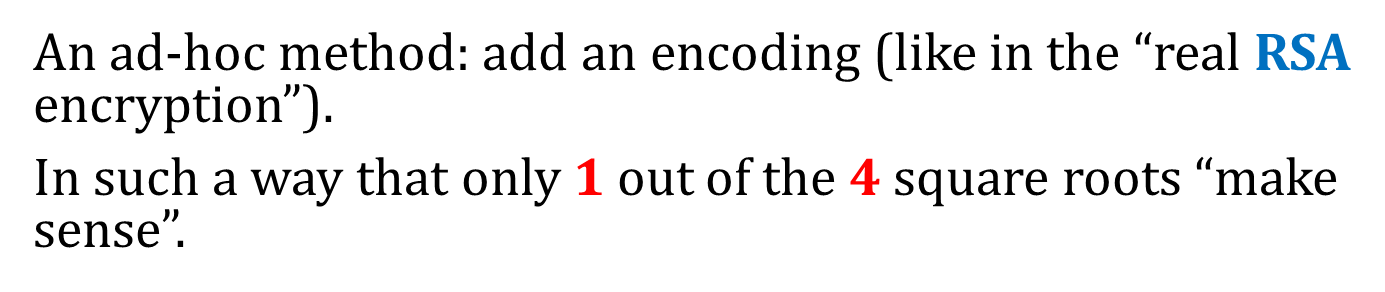 An ad-hoc method: add an encoding (like in the “real RSA
encryption”).
In such a way that only 1 out of the 4 square roots “make
sense”.